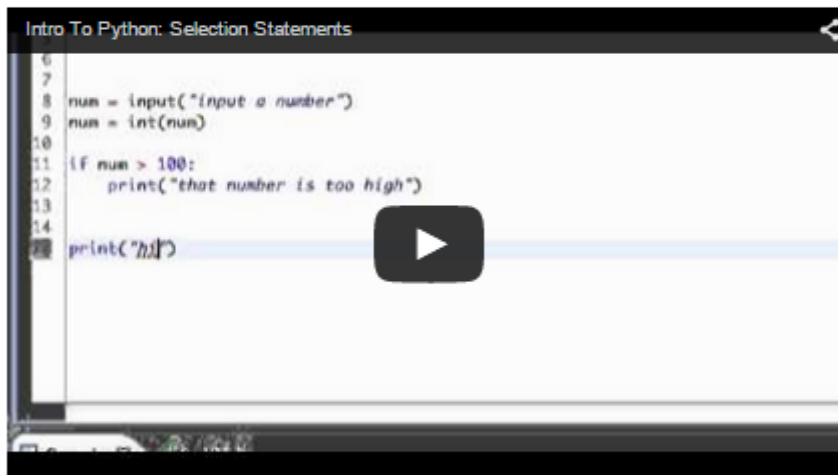 Intro To Python: Selection Statements
6
7
8 num = input("input a number")
9 num = int(num)
10
11 if num > 100:
12 print("that number is too high")
13
14
print("hi")